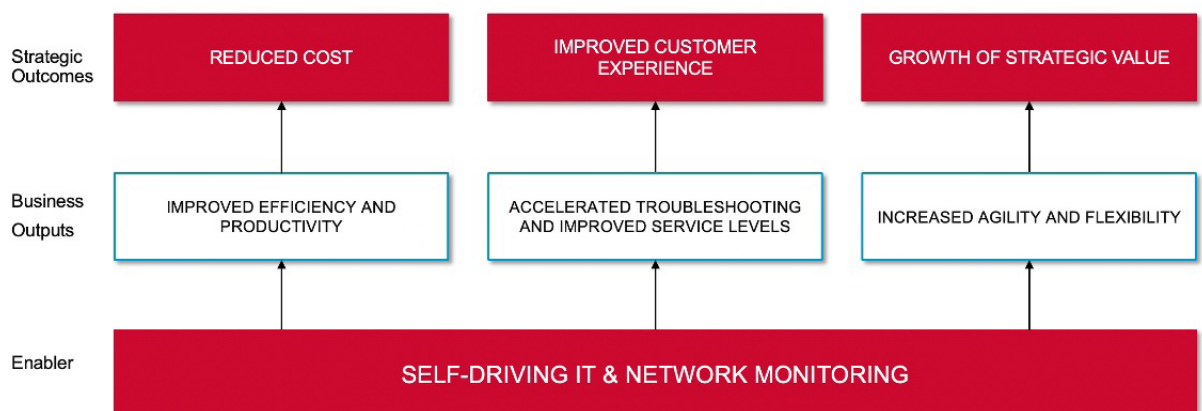 Strategic
Outcomes
REDUCED COST
IMPROVED CUSTOMER
EXPERIENCE
GROWTH OF STRATEGIC VALUE
Business
Outputs
IMPROVED EFFICIENCY AND
PRODUCTIVITY
ACCELERATED TROUBLESHOOTING
AND IMPROVED SERVICE LEVELS
INCREASED AGILITY AND FLEXIBILITY
Enabler
SELF-DRIVING IT & NETWORK MONITORING